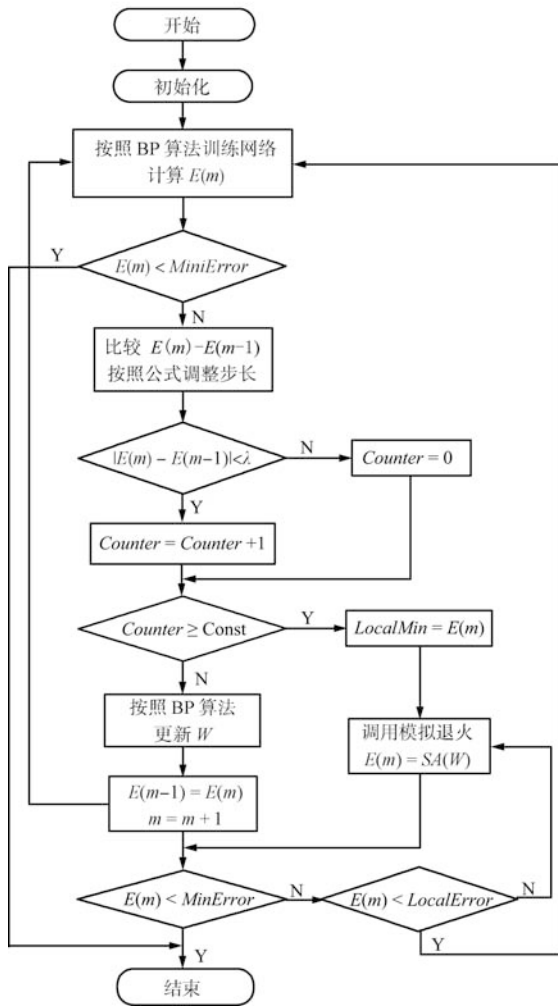 开始
初始化
按照 BP 算法训练网络
计算 E(m)
Y
E(m) < MiniError
N
比较 E(m)−E(m−1)
按照公式调整步长
|E(m) − E(m−1)|<λ
N
Counter = 0
Y
Counter = Counter +1
Counter ≥ Const
Y
LocalMin = E(m)
N
按照 BP 算法
更新 W
调用模拟退火
E(m) = SA(W)
E(m−1) = E(m)
m = m + 1
E(m) < MinError
N
E(m) < LocalError
N
Y
Y
结束